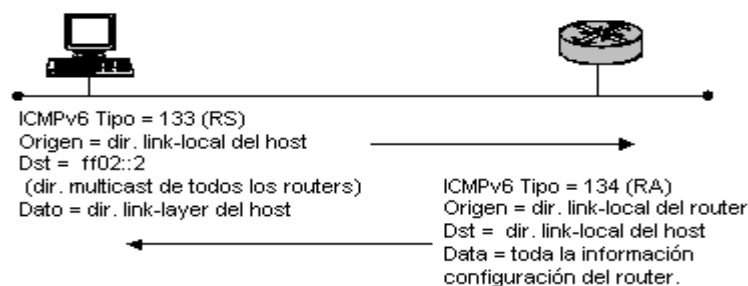 ICMPv6 Tipo = 133 (RS)
Origen = dir. link-local del host
Dst = ff02::2
(dir. multicast de todos los routers)
Dato = dir. link-layer del host
ICMPv6 Tipo = 134 (RA)
Origen = dir. link-local del router
Dst = dir. link-local del host
Data = toda la información
configuración del router.